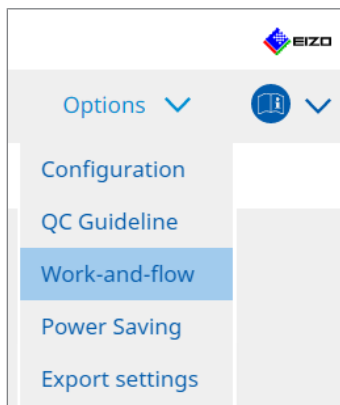 EIZO
Options
Configuration
QC Guideline
Work-and-flow
Power Saving
Export settings